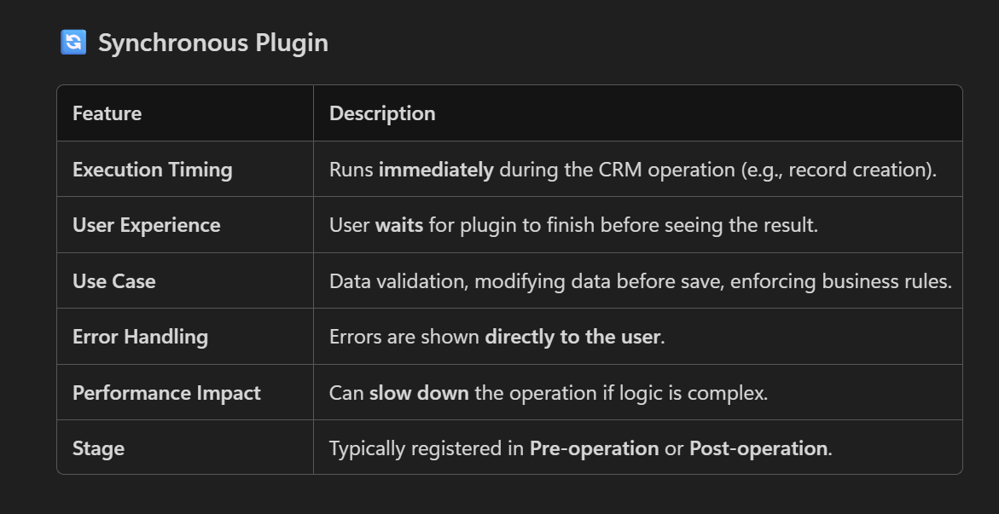 Synchronous Plugin
Feature Description
Execution Timing Runs immediately during the CRM operation (e.g., record creation).
User Experience User waits for plugin to finish before seeing the result.
Use Case Data validation, modifying data before save, enforcing business rules.
Error Handling Errors are shown directly to the user.
Performance Impact Can slow down the operation if logic is complex.
Stage Typically registered in Pre-operation or Post-operation.